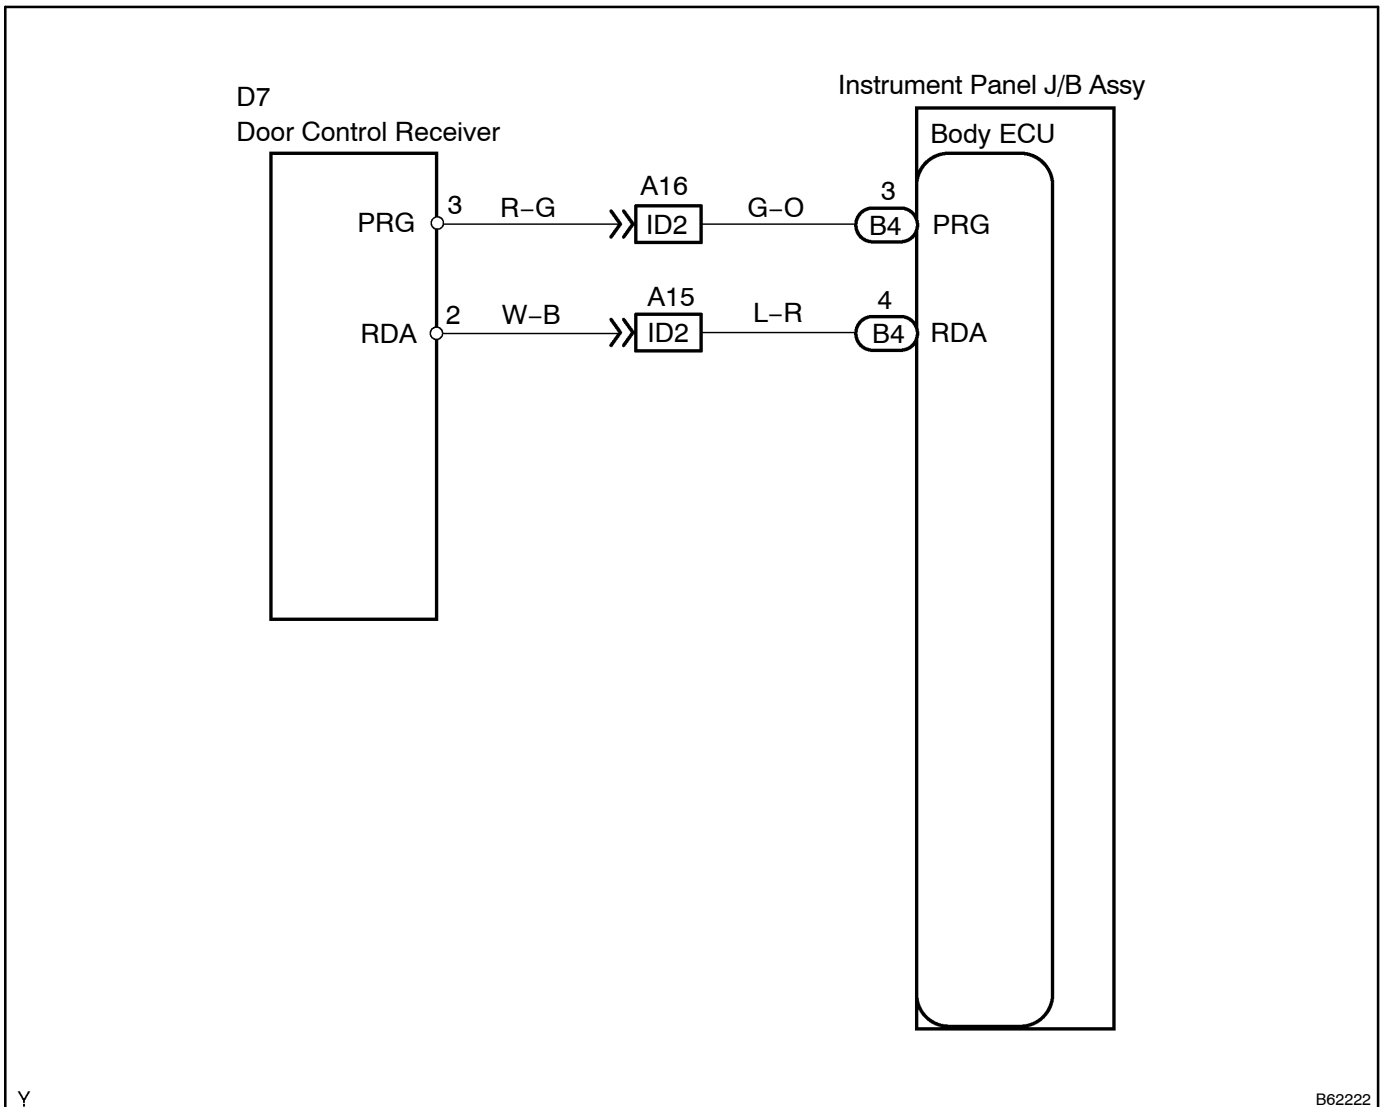 D7
Door Control Receiver
Instrument Panel J/B Assy
Body ECU
PRG 3 R−G A16 ID2 G−O 3 B4 PRG
RDA 2 W−B A15 ID2 L−R 4 B4 RDA
Y
B62222